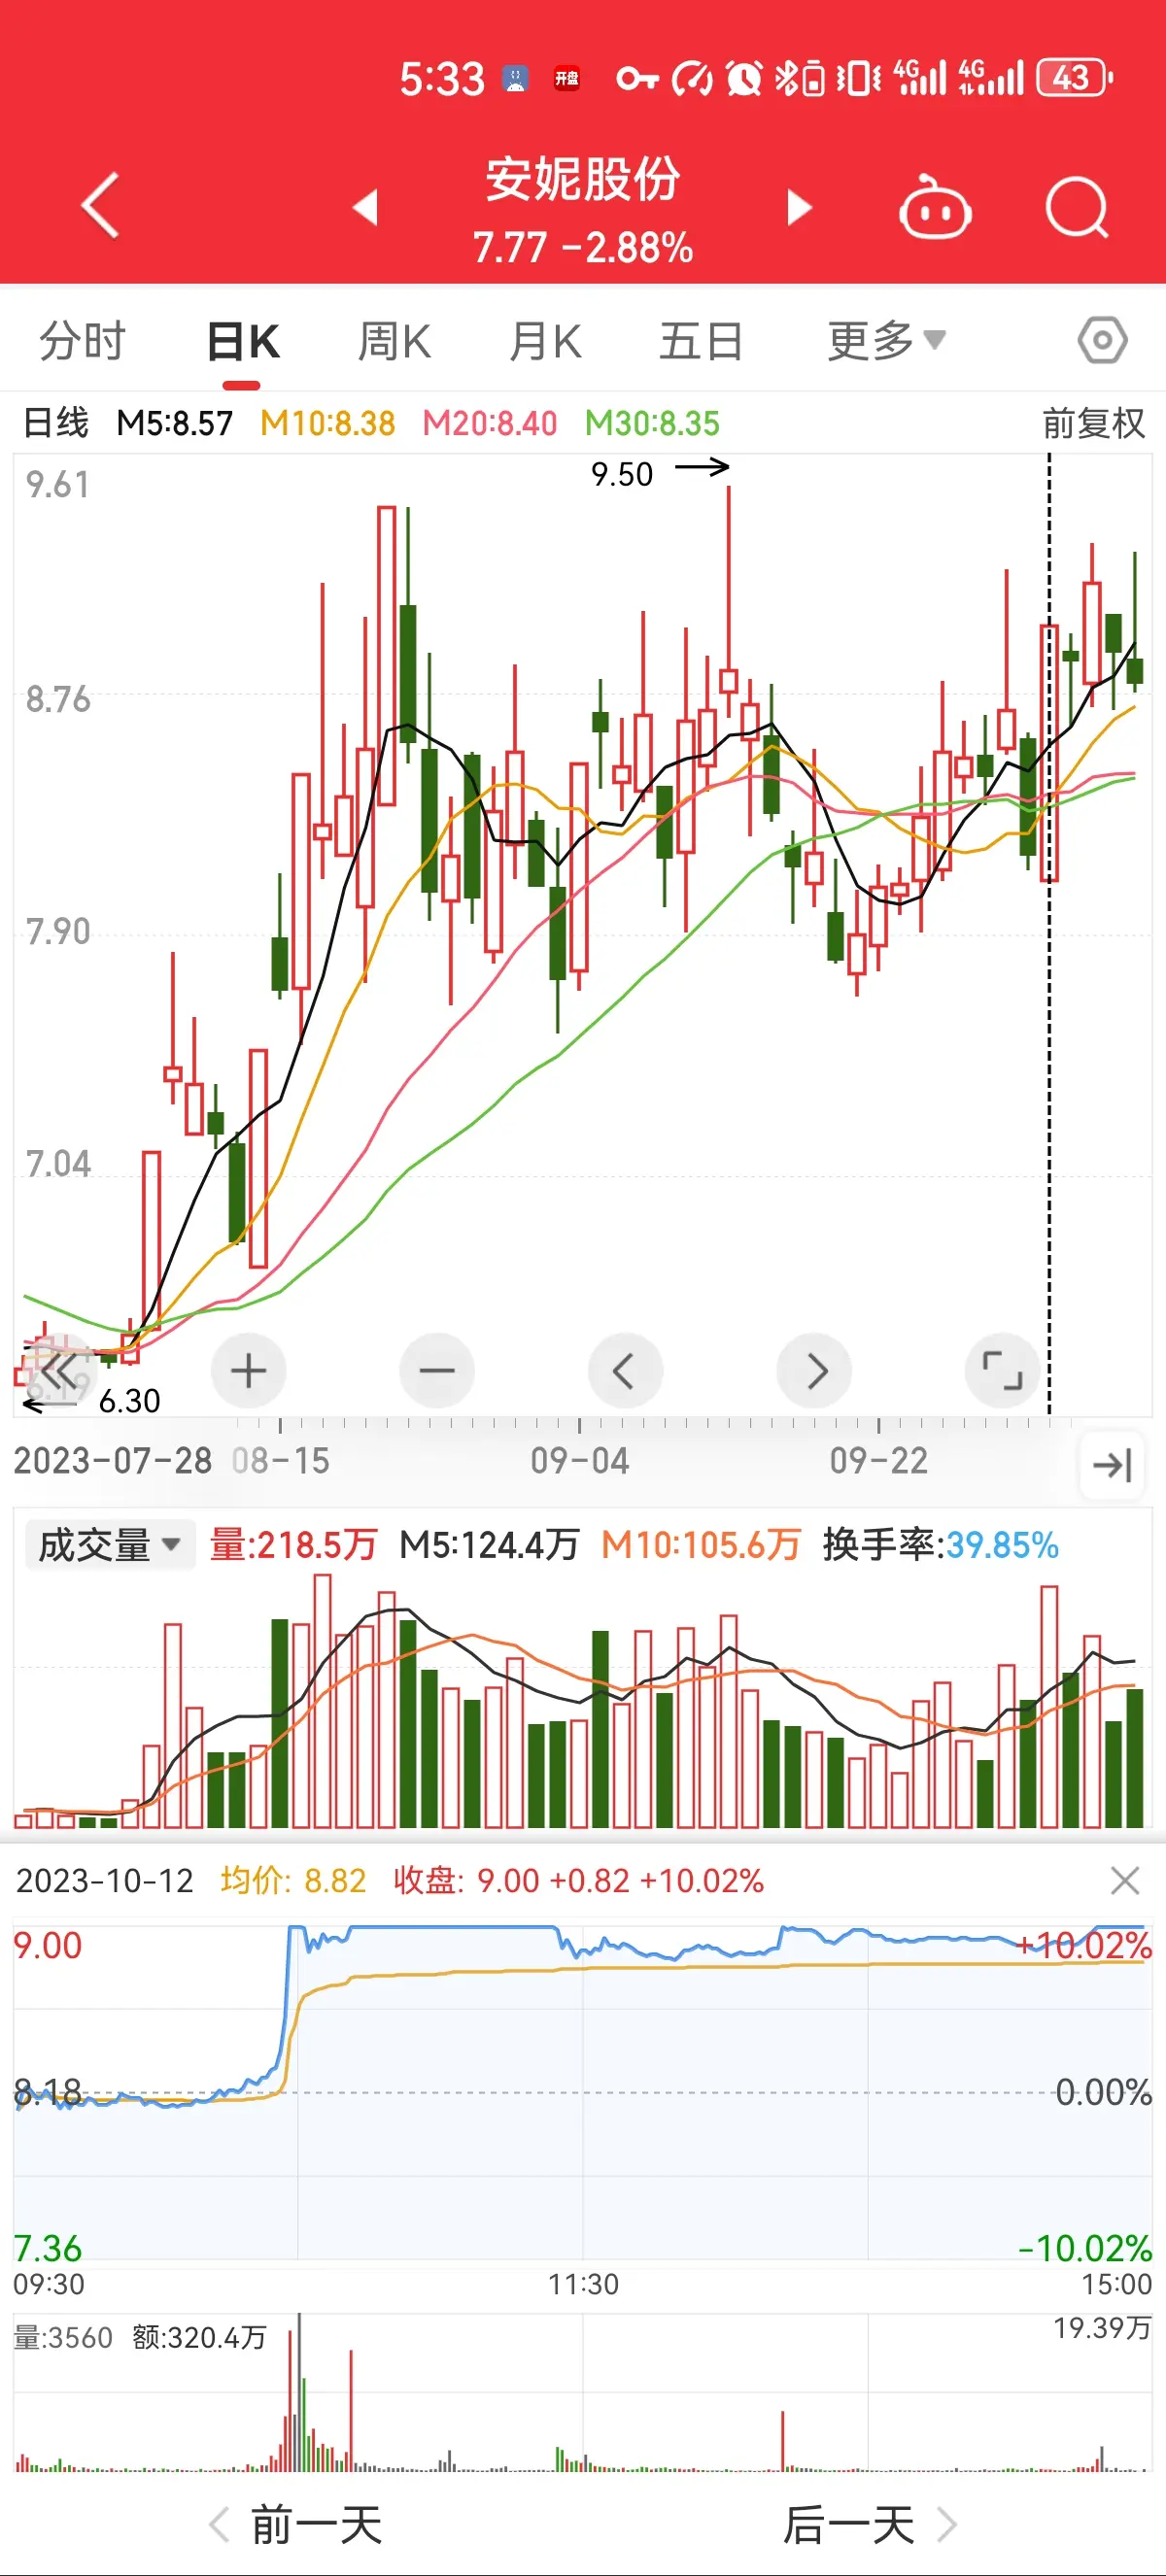 5:33 开盘 4G 4G 43
安妮股份
7.77 -2.88%
分时 日K 周K 月K 五日 更多
日线 M5:8.57 M10:8.38 M20:8.40 M30:8.35 前复权
9.61
9.50
8.76
7.90
7.04
6.19
6.30
2023-07-28 08-15 09-04 09-22
成交量 量:218.5万 M5:124.4万 M10:105.6万 换手率:39.85%
2023-10-12 均价: 8.82 收盘: 9.00 +0.82 +10.02%
9.00 +10.02%
8.18 0.00%
7.36 -10.02%
09:30 11:30 15:00
量:3560 额:320.4万 19.39万
前一天 后一天